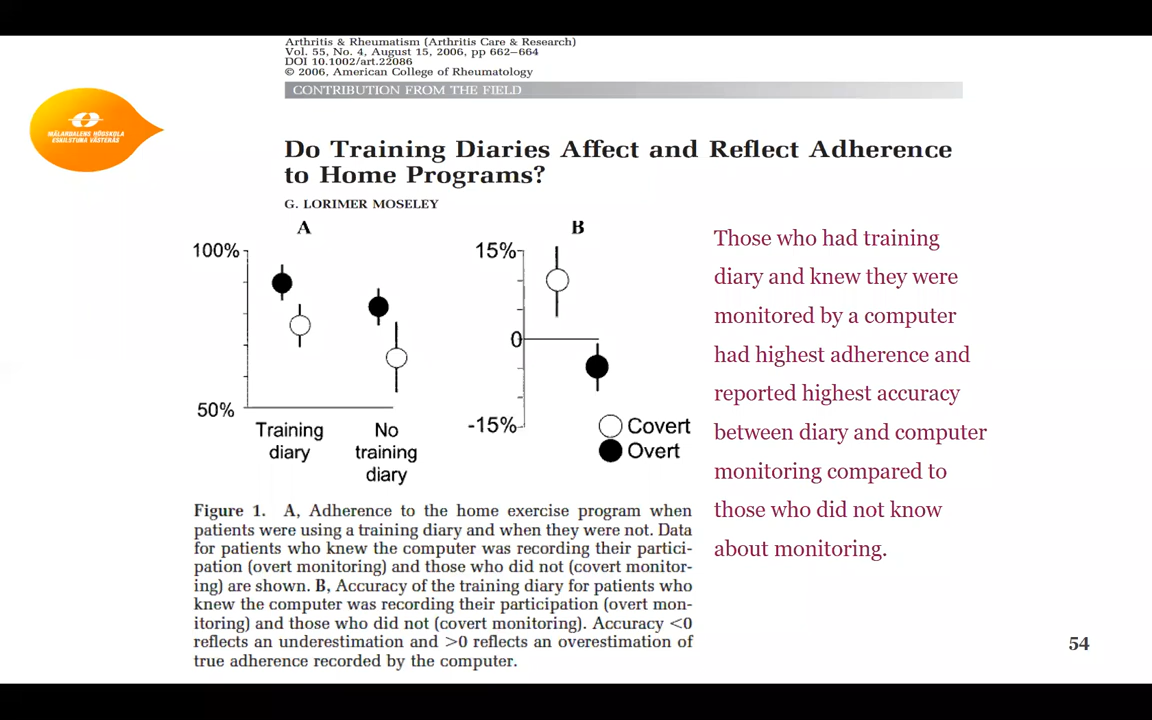 Arthritis & Rheumatism (Arthritis Care & Research)
Vol. 55, No. 4, August 15, 2006, pp 662–664
DOI 10.1002/art.22086
© 2006, American College of Rheumatology
CONTRIBUTION FROM THE FIELD
MÄLARDALENS HÖGSKOLA
ESKILSTUNA VÄSTERÅS
Do Training Diaries Affect and Reflect Adherence
to Home Programs?
G. LORIMER MOSELEY
A
100%
50%
Training
diary
No
training
diary
B
15%
0
-15%
Covert
Overt
Those who had training
diary and knew they were
monitored by a computer
had highest adherence and
reported highest accuracy
between diary and computer
monitoring compared to
those who did not know
about monitoring.
Figure 1. A, Adherence to the home exercise program when
patients were using a training diary and when they were not. Data
for patients who knew the computer was recording their partici-
pation (overt monitoring) and those who did not (covert monitor-
ing) are shown. B, Accuracy of the training diary for patients who
knew the computer was recording their participation (overt mon-
itoring) and those who did not (covert monitoring). Accuracy <0
reflects an underestimation and >0 reflects an overestimation of
true adherence recorded by the computer.
54